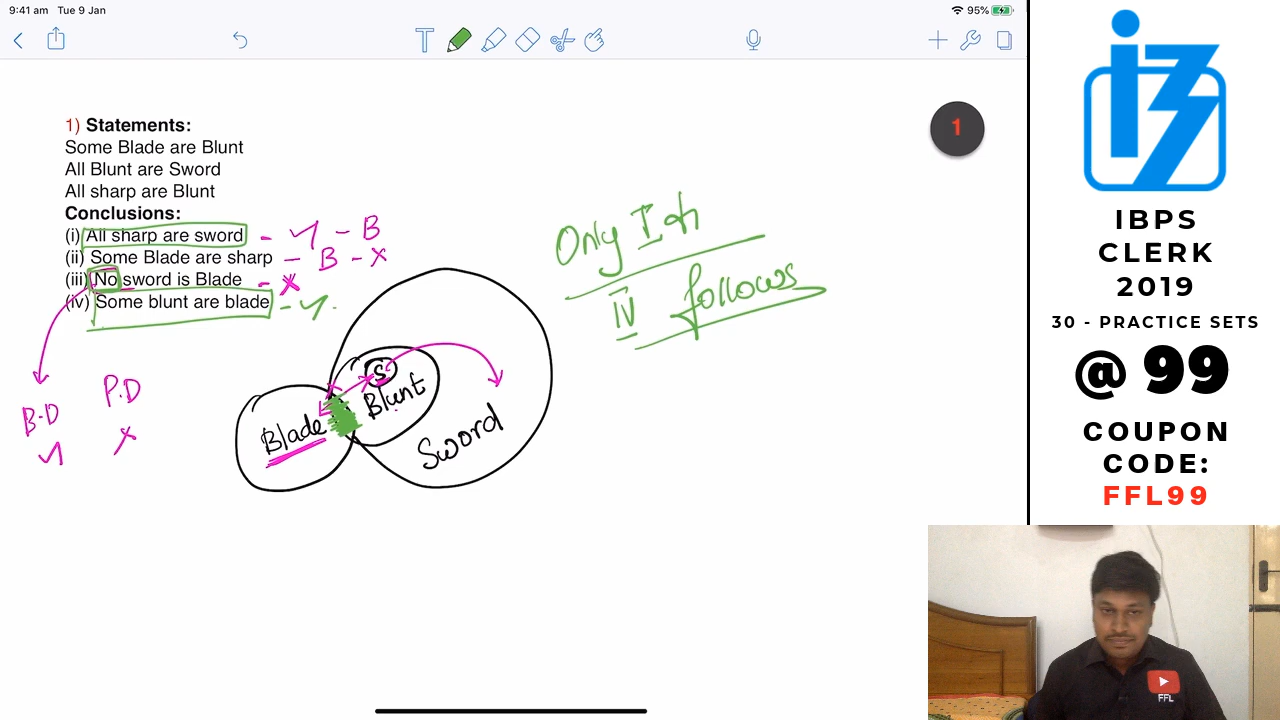 9:41 am Tue 9 Jan
95%
T
1) Statements:
Some Blade are Blunt
All Blunt are Sword
All sharp are Blunt
Conclusions:
(i) All sharp are sword - B
(ii) Some Blade are sharp - B - x
(iii) No sword is Blade - x
(iv) Some blunt are blade -
1
Only I &
IV follows
B.D P.D
x
S
Blunt
Blade
Sword
IBPS
CLERK
2019
30 - PRACTICE SETS
@ 99
COUPON
CODE:
FFL99
FFL